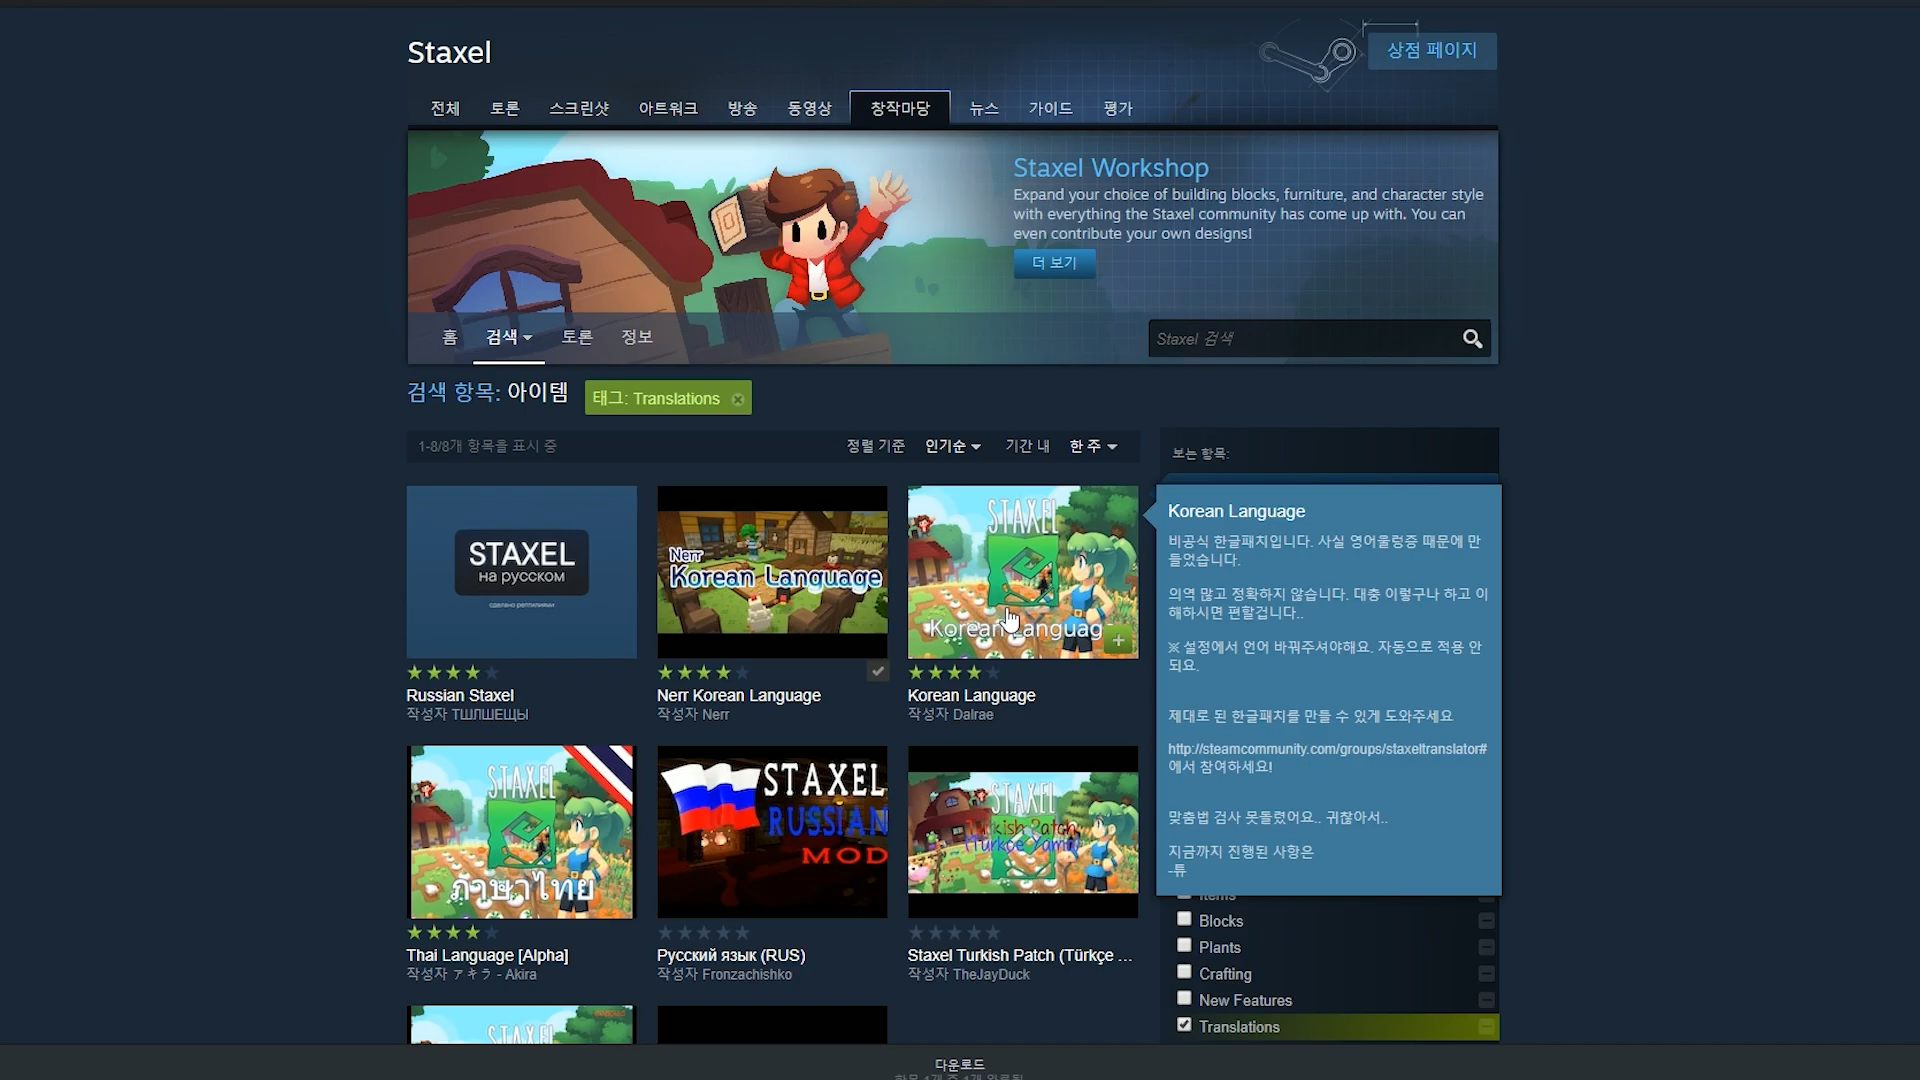 Staxel
상점 페이지
전체 토론 스크린샷 아트워크 방송 동영상 창작마당 뉴스 가이드 평가
Staxel Workshop
Expand your choice of building blocks, furniture, and character style
with everything the Staxel community has come up with. You can
even contribute your own designs!
더 보기
홈 검색 토론 정보
Staxel 검색
검색 항목: 아이템
태그: Translations
1-8/8개 항목을 표시 중
정렬 기준 인기순 기간 내 한 주
보는 항목:
STAXEL
на русском
сделано рептилиями
Nerr
Korean Language
STAXEL
Korean Languag
Russian Staxel
작성자 ТШЛШЕЩЫ
Nerr Korean Language
작성자 Nerr
Korean Language
작성자 Dalrae
Korean Language
비공식 한글패치입니다. 사실 영어울렁증 때문에 만
들었습니다.
의역 많고 정확하지 않습니다. 대충 이렇구나 하고 이
해하시면 편할겁니다..
※ 설정에서 언어 바꿔주셔야해요. 자동으로 적용 안
되요.
제대로 된 한글패치를 만들 수 있게 도와주세요
http://steamcommunity.com/groups/staxeltranslator#
에서 참여하세요!
맞춤법 검사 못돌렸어요.. 귀찮아서..
지금까지 진행된 사항은
-튜
STAXEL
ภาษาไทย
STAXEL
RUSSIAN
MOD
STAXEL
Turkish Patch
(Türkçe Yama)
Thai Language [Alpha]
작성자 アキラ - Akira
Русский язык (RUS)
작성자 Fronzachishko
Staxel Turkish Patch (Türkçe ...
작성자 TheJayDuck
Items
Blocks
Plants
Crafting
New Features
Translations
STAXEL
다운로드